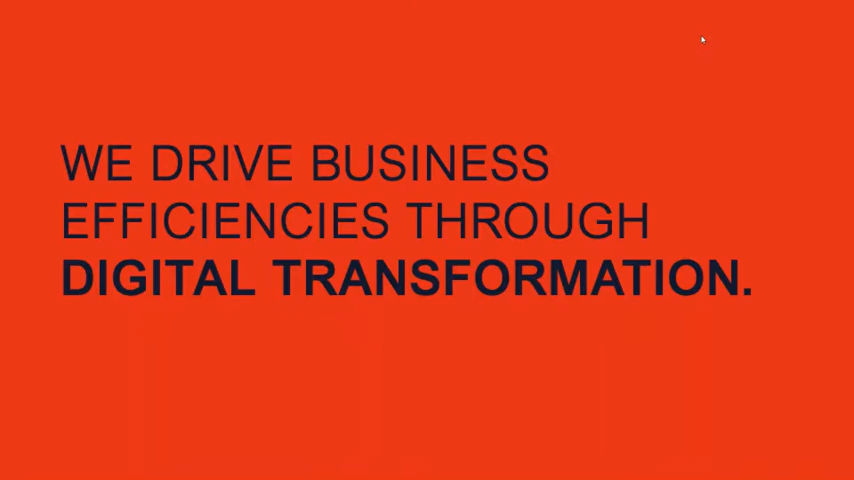 WE DRIVE BUSINESS
EFFICIENCIES THROUGH
DIGITAL TRANSFORMATION.